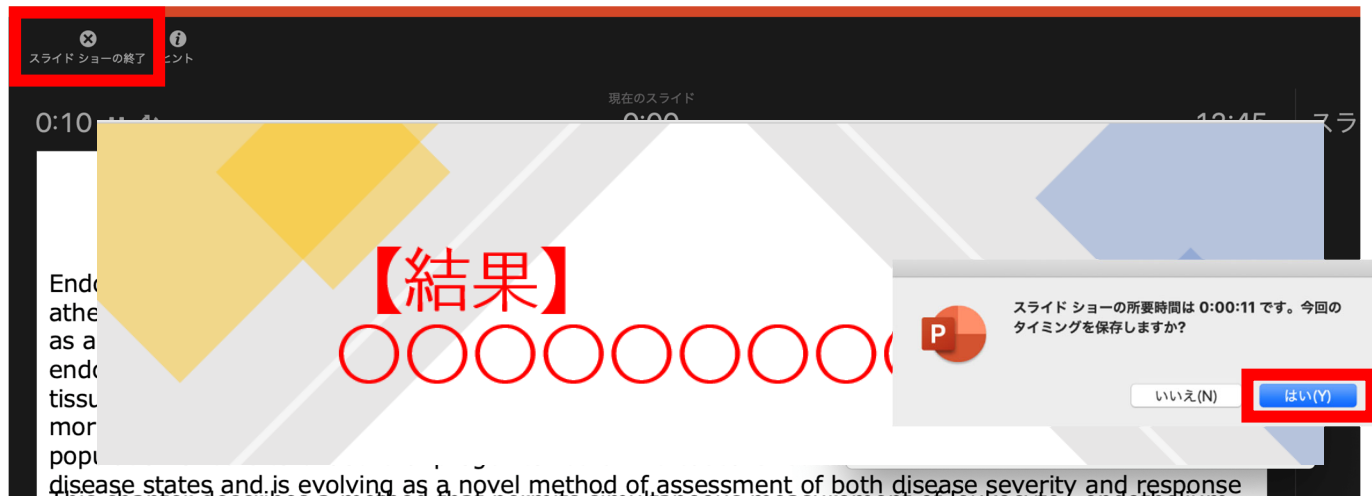 スライド ショーの終了
ヒント
現在のスライド
0:10
0:00
12:45
スラ
【結果】
〇〇〇〇〇〇〇〇
スライド ショーの所要時間は 0:00:11 です。今回の
タイミングを保存しますか?
P
いいえ(N)
はい(Y)
Endo
athe
as a
endo
tissu
mor
popu
disease states and is evolving as a novel method of assessment of both disease severity and response